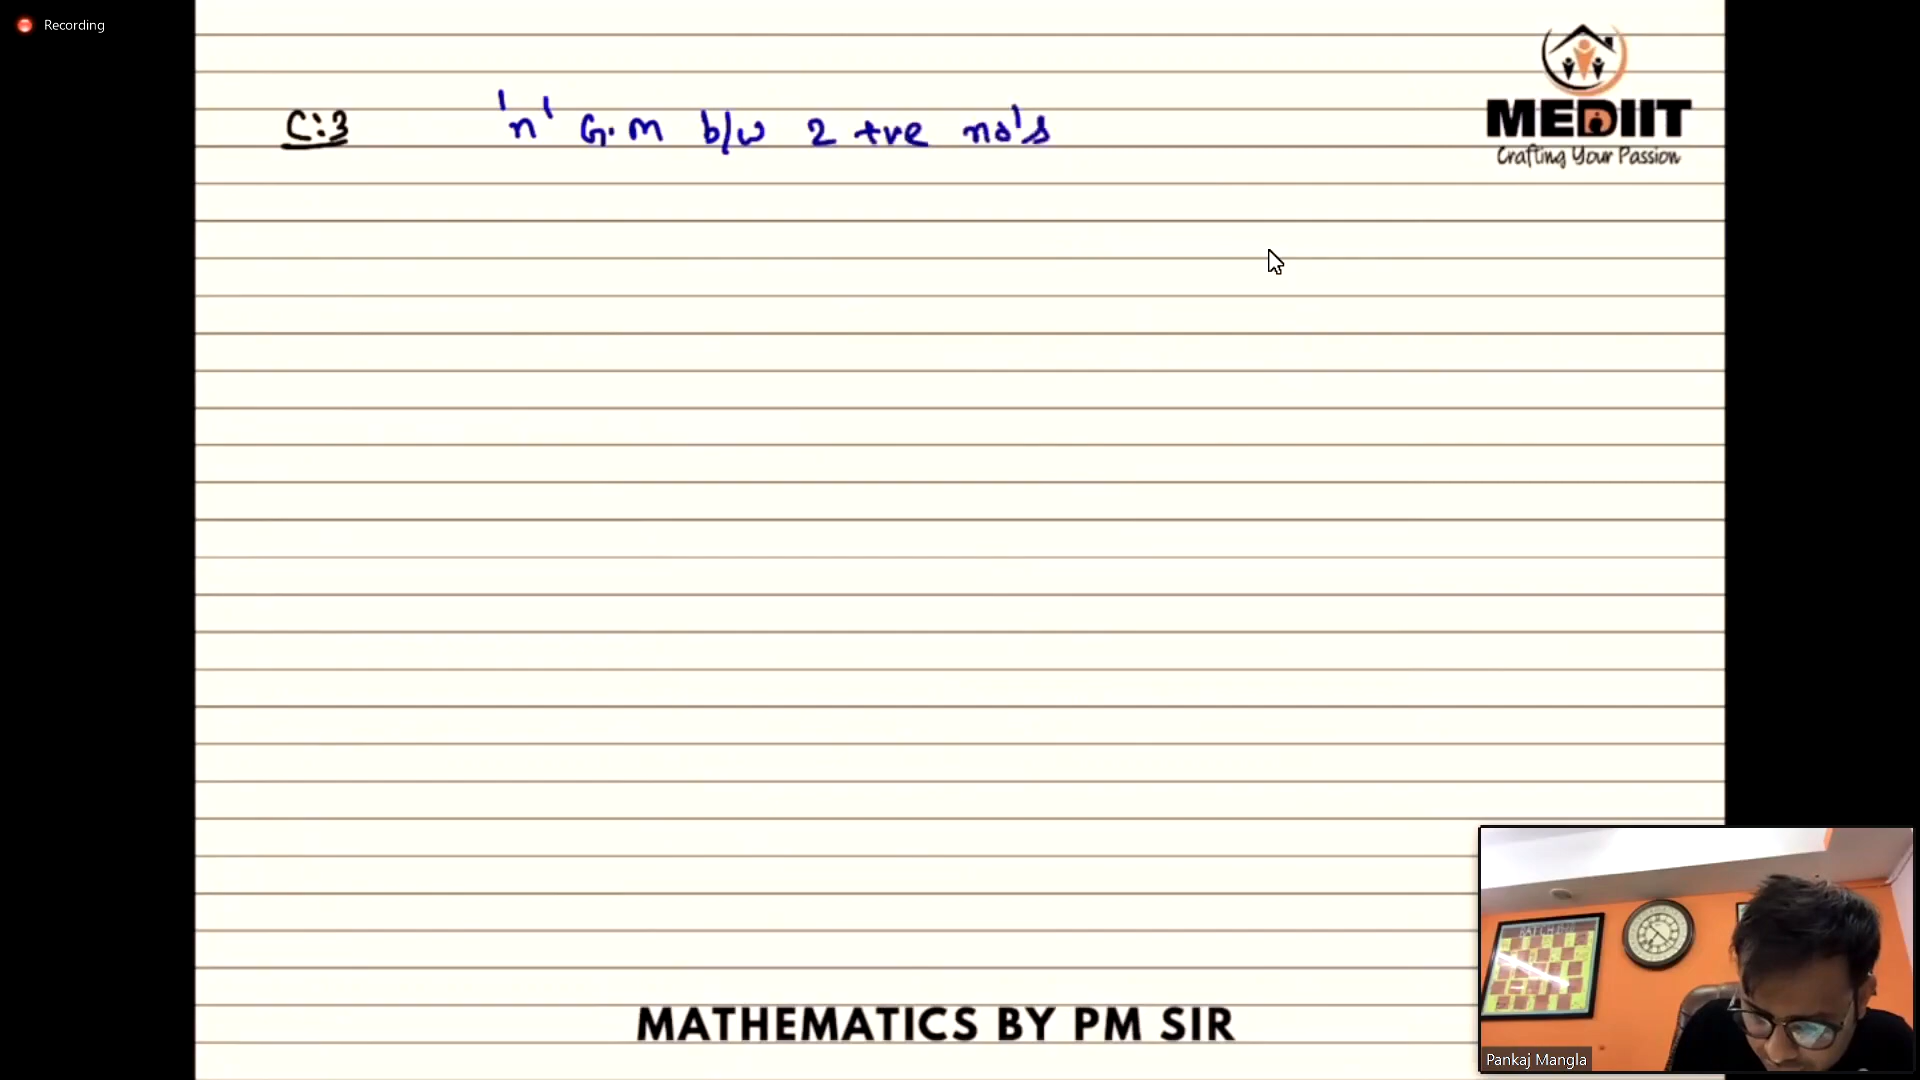 Recording
C:3 'n' G.M b/w 2 +ve no's
MEDIIT
Crafting Your Passion
MATHEMATICS BY PM SIR
Pankaj Mangla